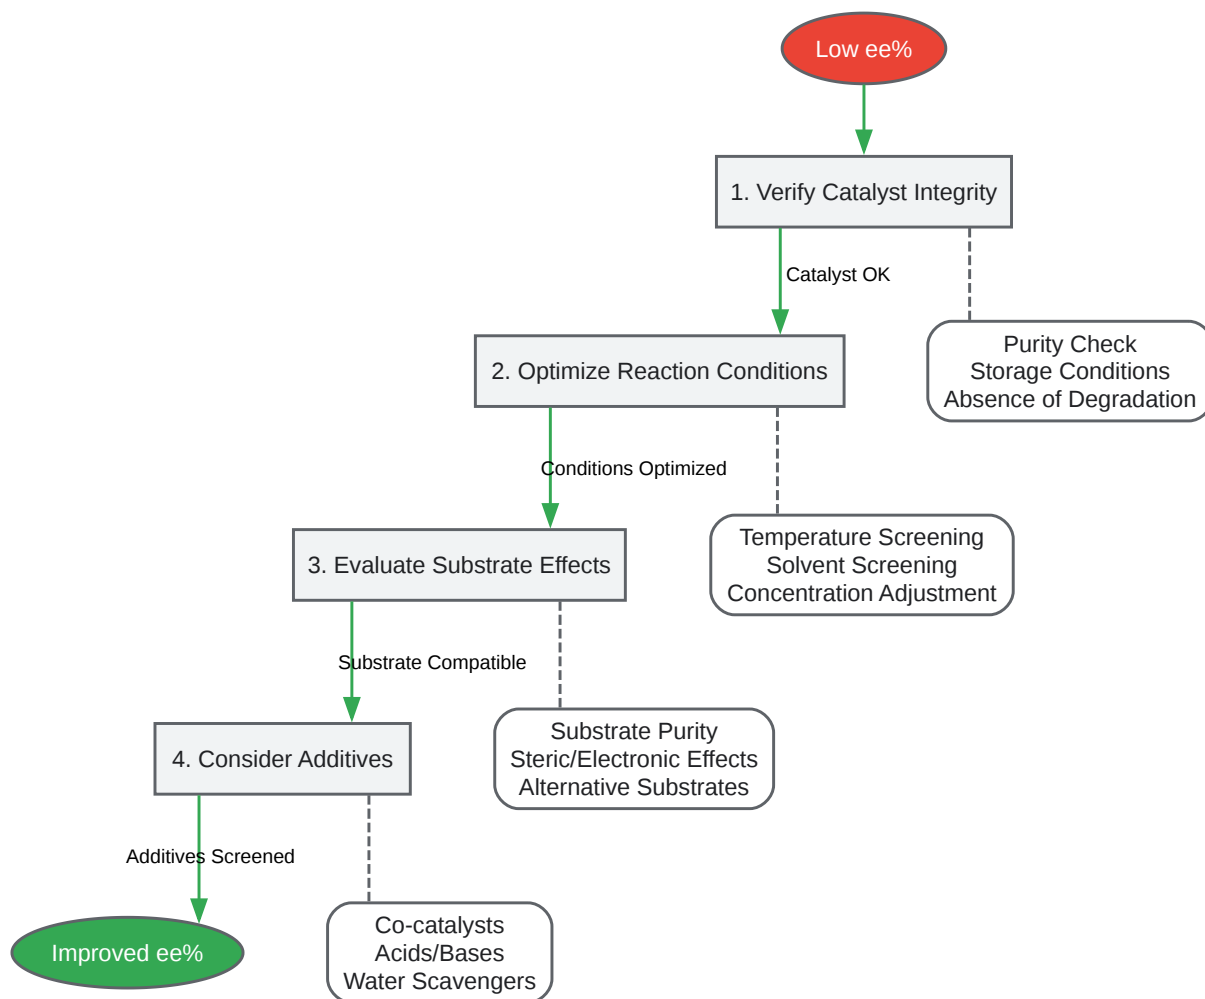 Low ee%
1. Verify Catalyst Integrity
Catalyst OK
Purity Check
Storage Conditions
Absence of Degradation
2. Optimize Reaction Conditions
Conditions Optimized
Temperature Screening
Solvent Screening
Concentration Adjustment
3. Evaluate Substrate Effects
Substrate Compatible
Substrate Purity
Steric/Electronic Effects
Alternative Substrates
4. Consider Additives
Additives Screened
Co-catalysts
Acids/Bases
Water Scavengers
Improved ee%